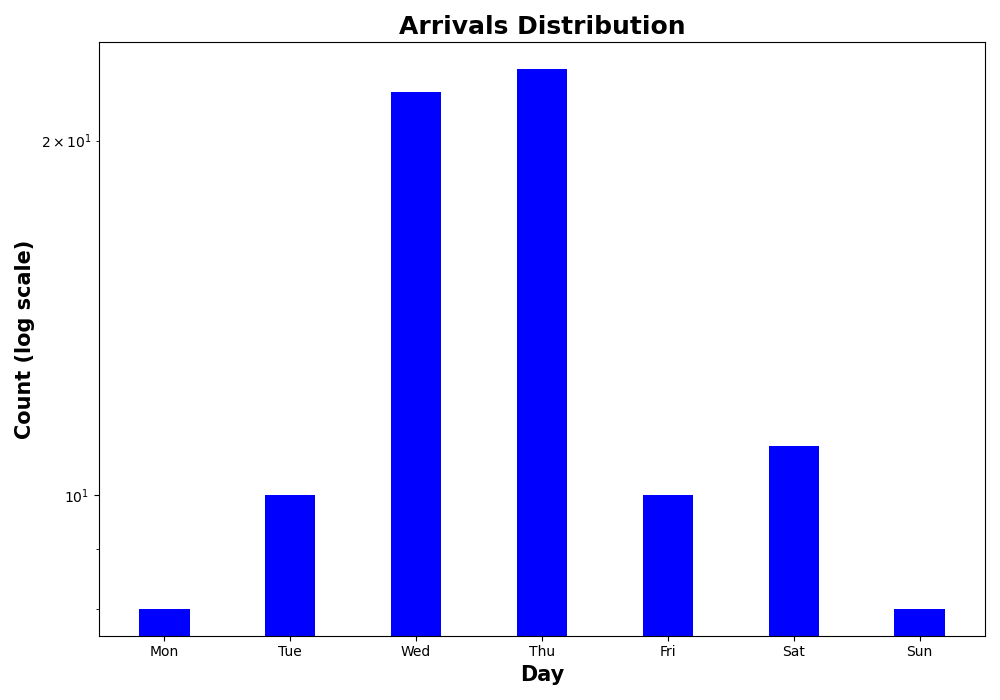 Arrivals Distribution
Count (log scale)
2 × 10¹
10¹
Mon Tue Wed Thu Fri Sat Sun
Day